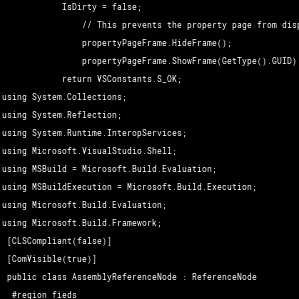 IsDirty = false;
// This prevents the property page from disp
propertyPageFrame.HideFrame();
propertyPageFrame.ShowFrame(GetType().GUID)
return VSConstants.S_OK;
using System.Collections;
using System.Reflection;
using System.Runtime.InteropServices;
using Microsoft.VisualStudio.Shell;
using MSBuild = Microsoft.Build.Evaluation;
using MSBuildExecution = Microsoft.Build.Execution;
using Microsoft.Build.Evaluation;
using Microsoft.Build.Framework;
[CLSCompliant(false)]
[ComVisible(true)]
public class AssemblyReferenceNode : ReferenceNode
#region fieds